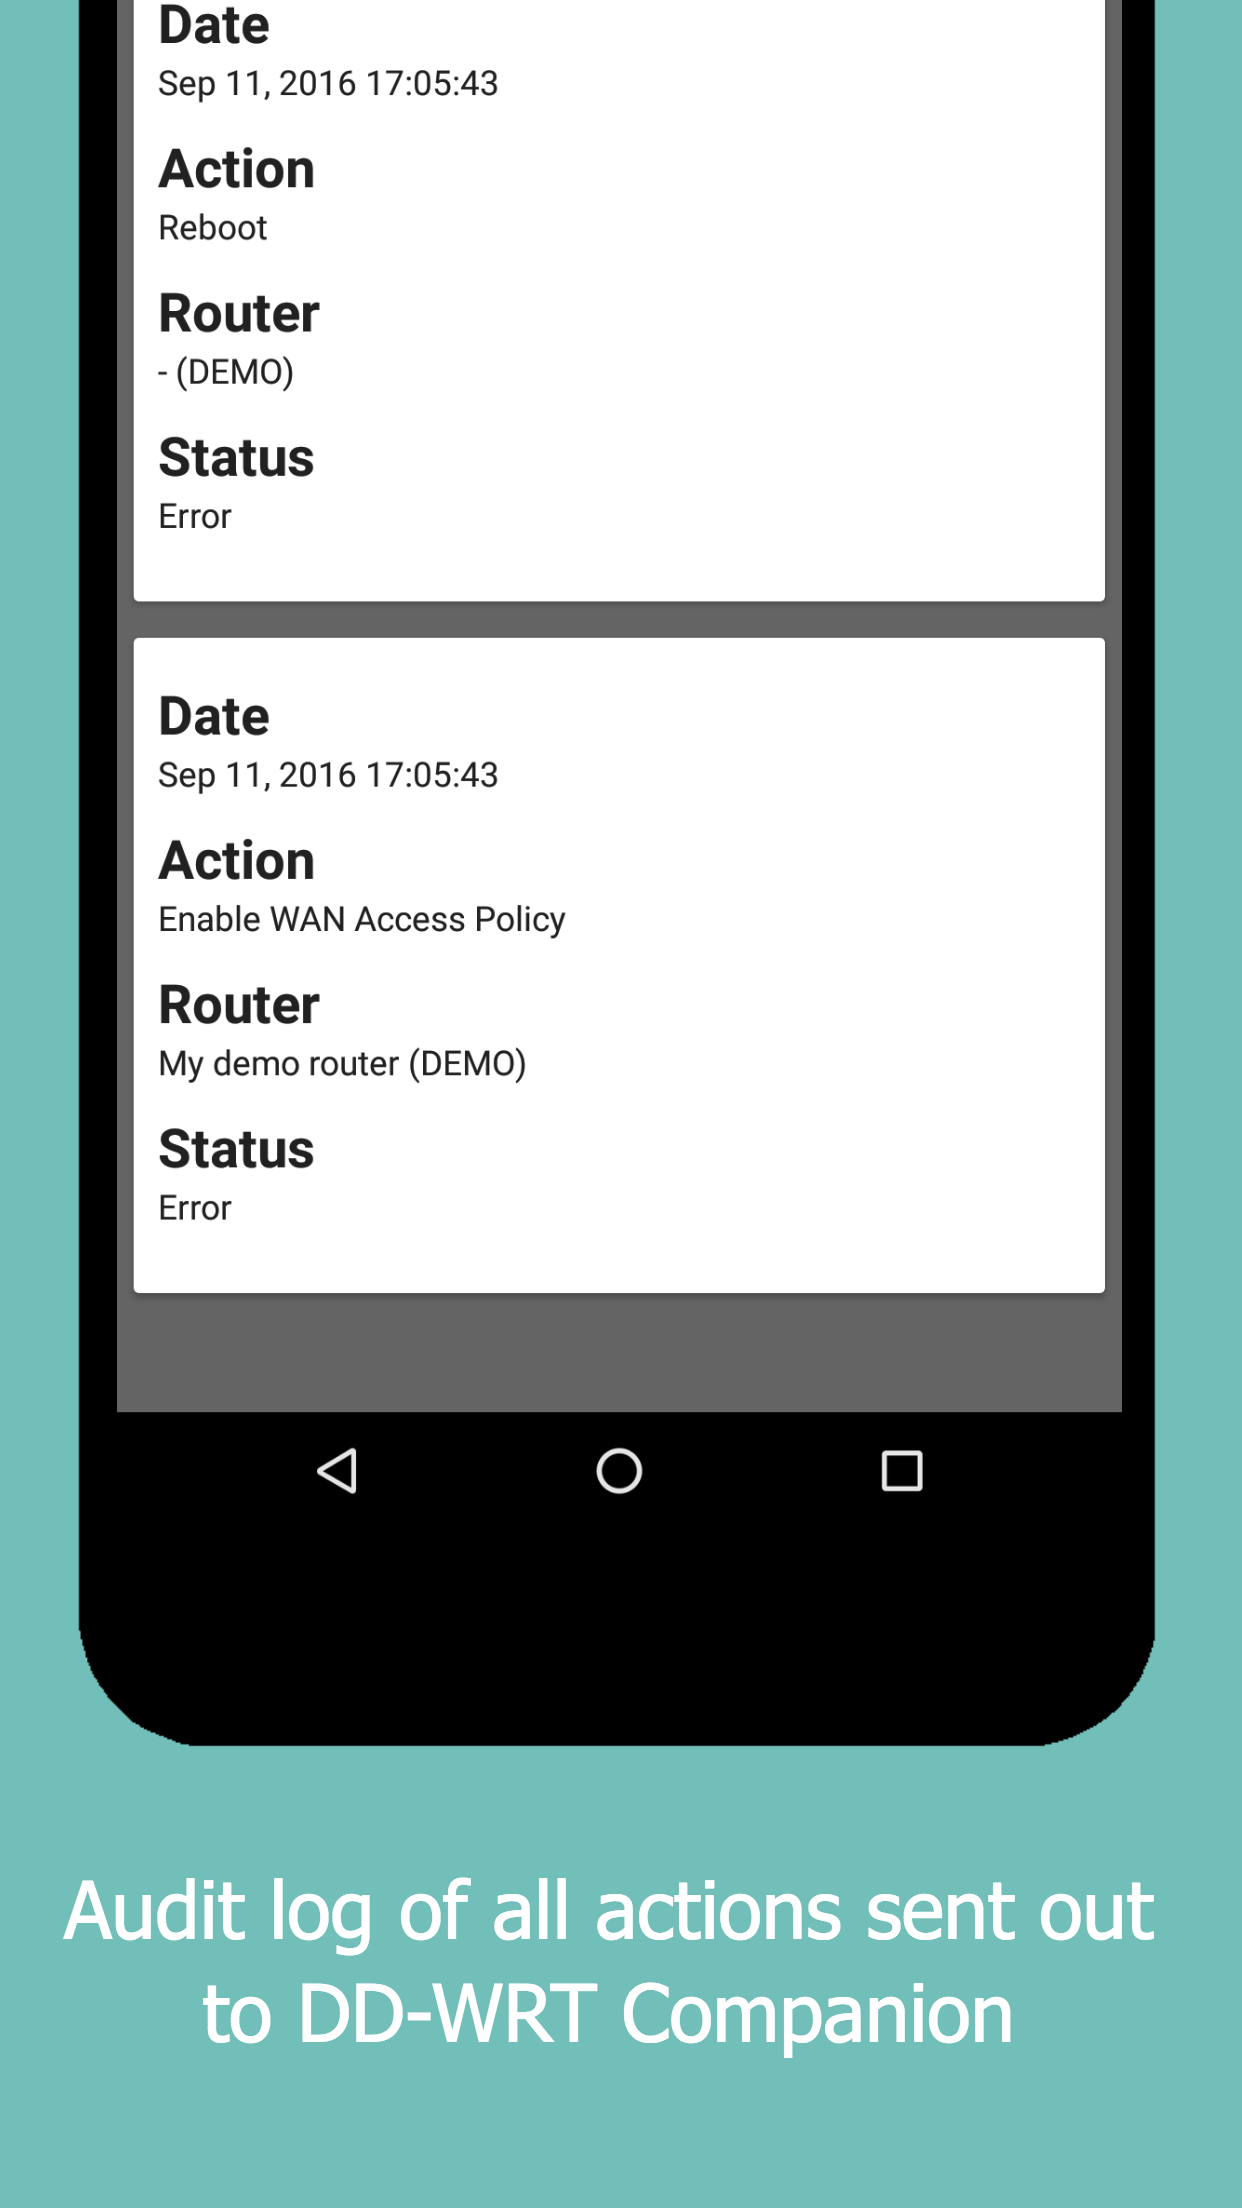 Date
Sep 11, 2016 17:05:43
Action
Reboot
Router
- (DEMO)
Status
Error
Date
Sep 11, 2016 17:05:43
Action
Enable WAN Access Policy
Router
My demo router (DEMO)
Status
Error
Audit log of all actions sent out
to DD-WRT Companion